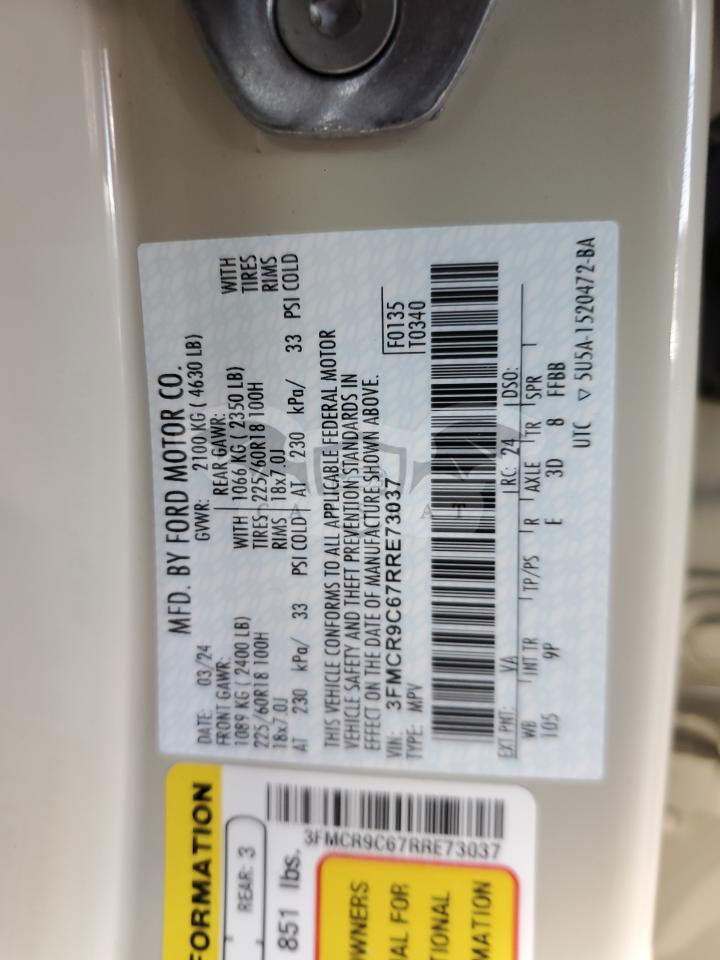 MFD. BY FORD MOTOR CO.
DATE: 03/24 GVWR: 2100 KG ( 4630 LB)
FRONT GAWR: REAR GAWR:
1089 KG ( 2400 LB) WITH 1066 KG ( 2350 LB) WITH
225/60R18 100H TIRES 225/60R18 100H TIRES
18x7.0J RIMS 18x7.0J RIMS
AT 230 kPa/ 33 PSI COLD AT 230 kPa/ 33 PSI COLD
THIS VEHICLE CONFORMS TO ALL APPLICABLE FEDERAL MOTOR
VEHICLE SAFETY AND THEFT PREVENTION STANDARDS IN
EFFECT ON THE DATE OF MANUFACTURE SHOWN ABOVE.
VIN: 3FMCR9C67RRE73037 F0135
TYPE: MPV T0340
EXT PNT: YA RC: 24 DSO:
WB INT TR TP/PS R AXLE TR SPR
105 9P E 3D 8 FFBB
UTC ▽ 5U5A-1520472-BA
FORMATION
REAR: 3
851 lbs.
3FMCR9C67RRE73037
WNERS
AL FOR
TIONAL
MATION